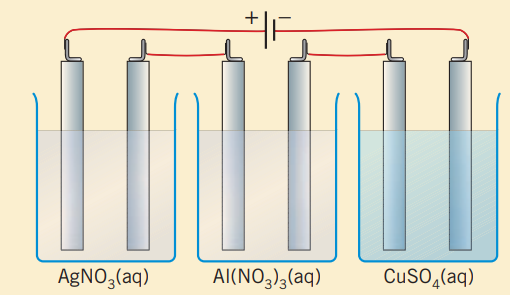 + −
AgNO₃(aq) Al(NO₃)₃(aq) CuSO₄(aq)